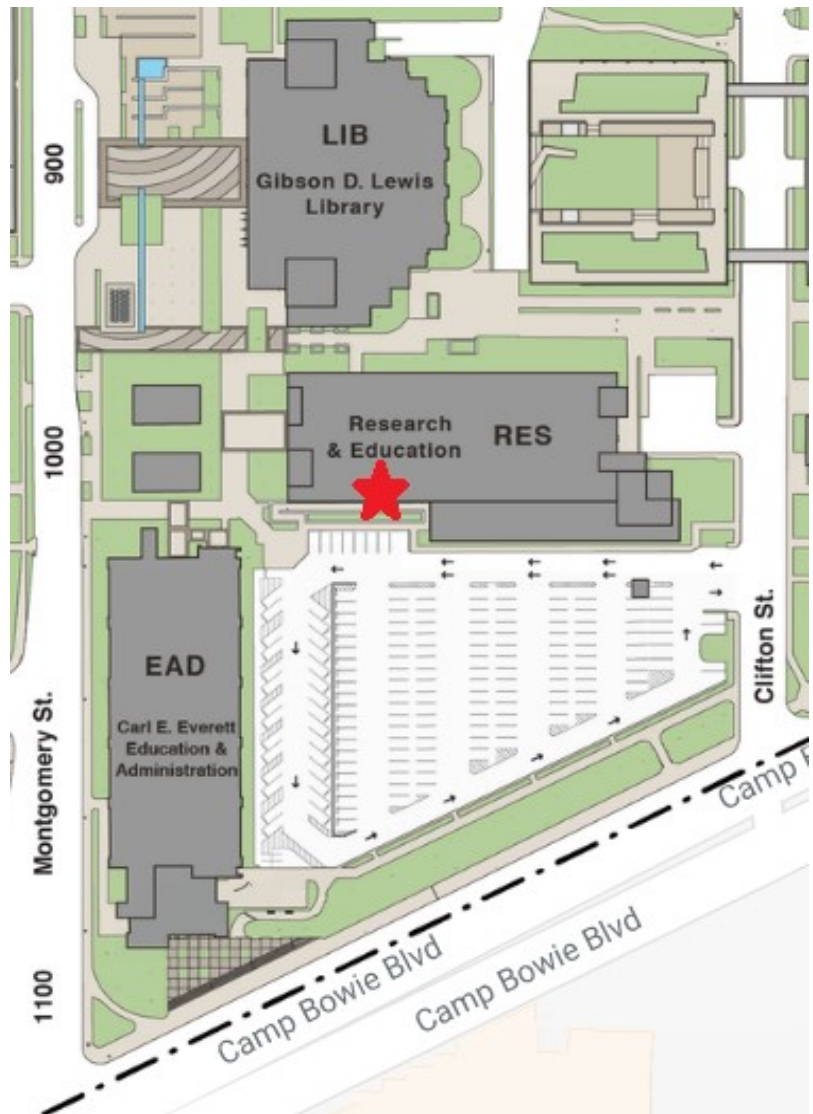 LIB
Gibson D. Lewis
Library
900
Research
& Education
RES
1000
EAD
Carl E. Everett
Education &
Administration
Clifton St.
Montgomery St.
Camp
Camp Bowie Blvd
Camp Bowie Blvd
1100